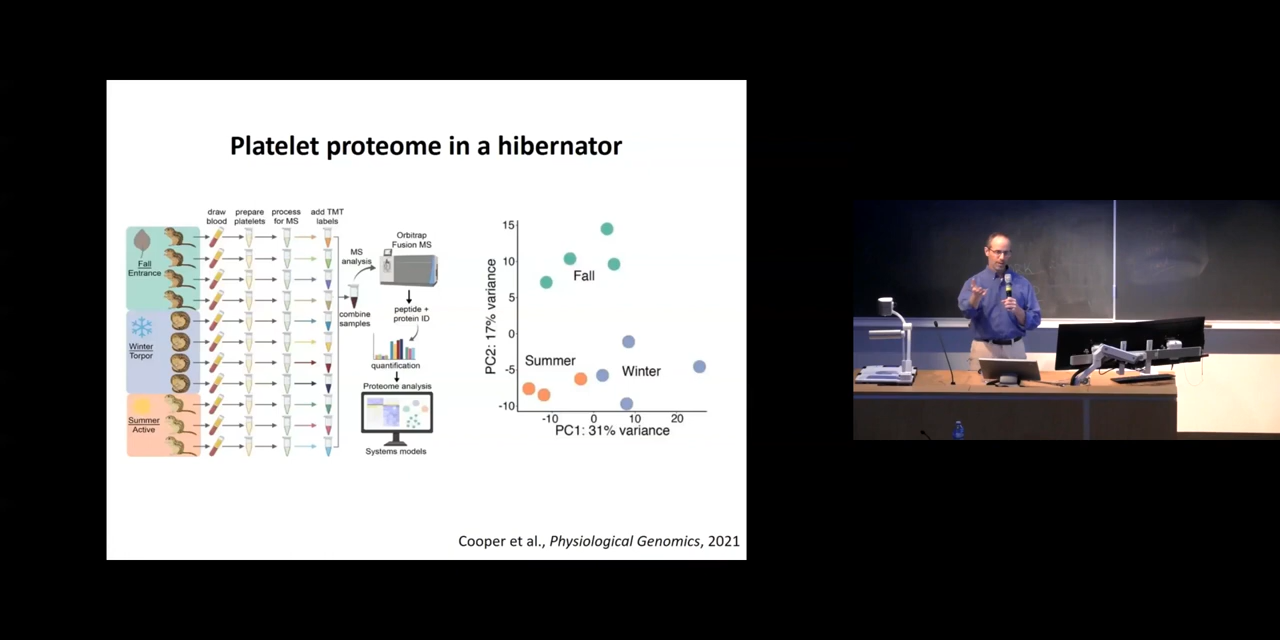 Platelet proteome in a hibernator
draw
blood
prepare
platelets
process
for MS
add TMT
labels
Fall
Entrance
Winter
Torpor
Summer
Active
MS
analysis
combine
samples
Orbitrap
Fusion MS
peptide +
protein ID
quantification
Proteome analysis
Systems models
PC2: 17% variance
15
10
5
0
-5
-10
Fall
Summer
Winter
-10
0
10
20
PC1: 31% variance
Cooper et al., Physiological Genomics, 2021